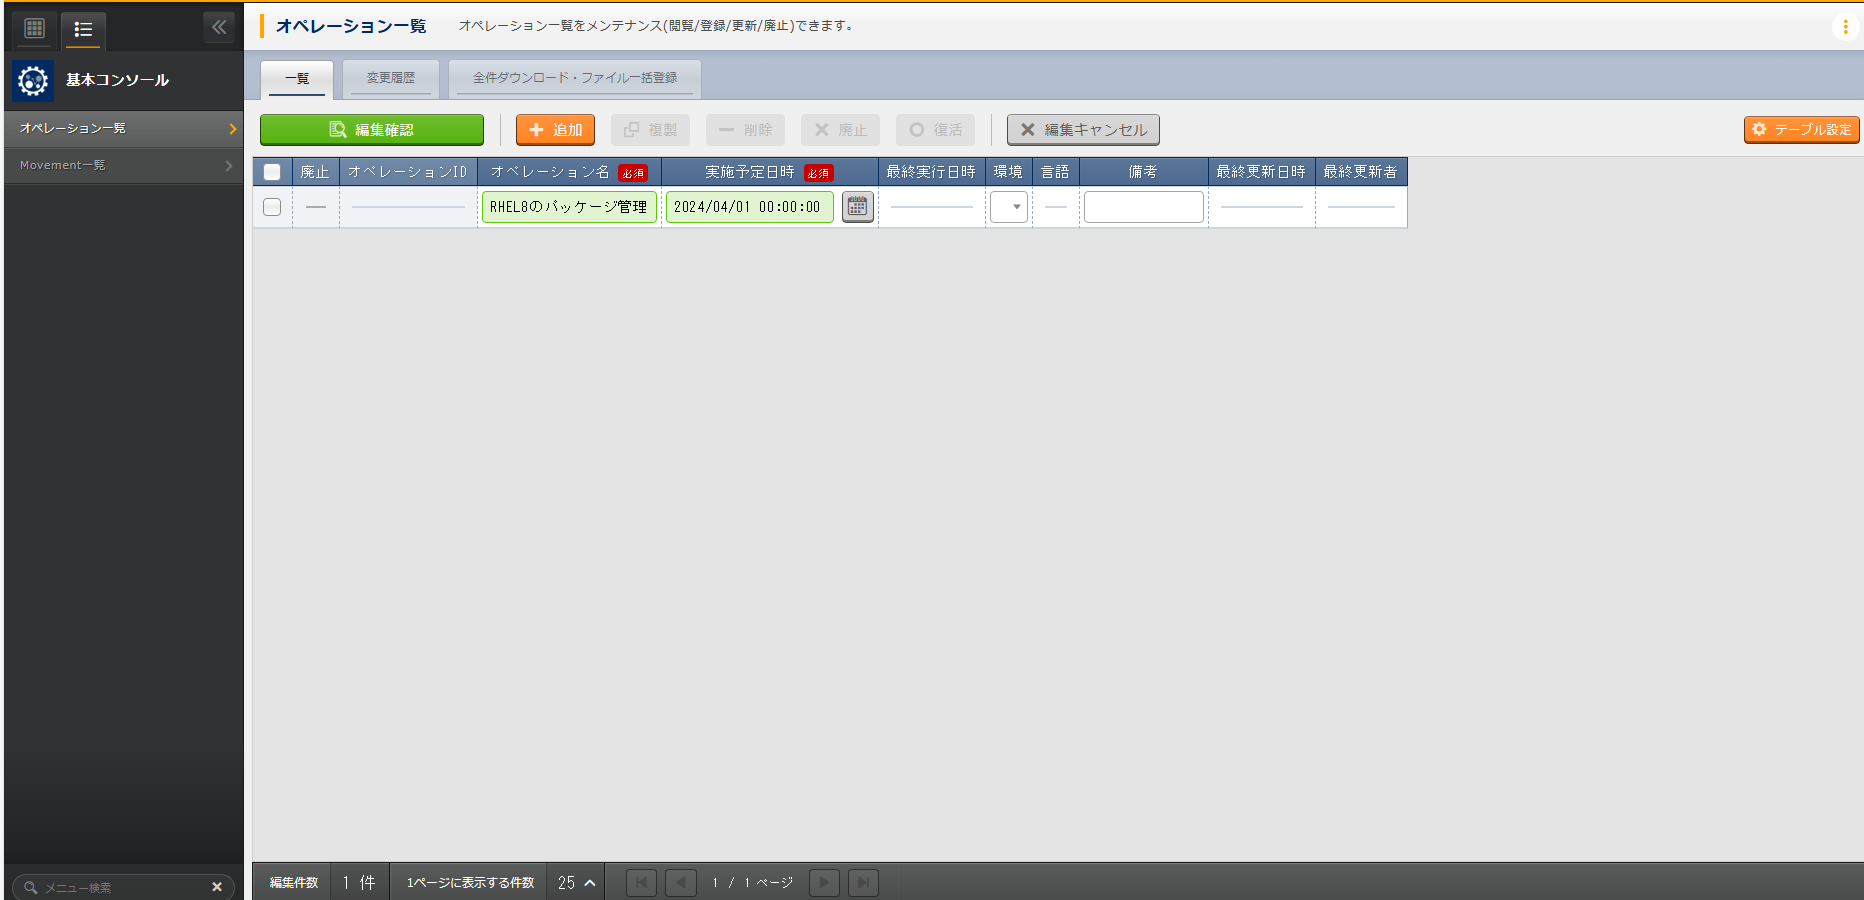 オペレーション一覧 オペレーション一覧をメンテナンス(閲覧/登録/更新/廃止)できます。
基本コンソール
オペレーション一覧
Movement一覧
一覧 変更履歴 全件ダウンロード・ファイル一括登録
編集確認 追加 複製 削除 廃止 復活 編集キャンセル テーブル設定
廃止 オペレーションID オペレーション名 必須 実施予定日時 必須 最終実行日時 環境 言語 備考 最終更新日時 最終更新者
RHEL8のパッケージ管理 2024/04/01 00:00:00
メニュー検索
編集件数 1 件 1ページに表示する件数 25 1 / 1 ページ